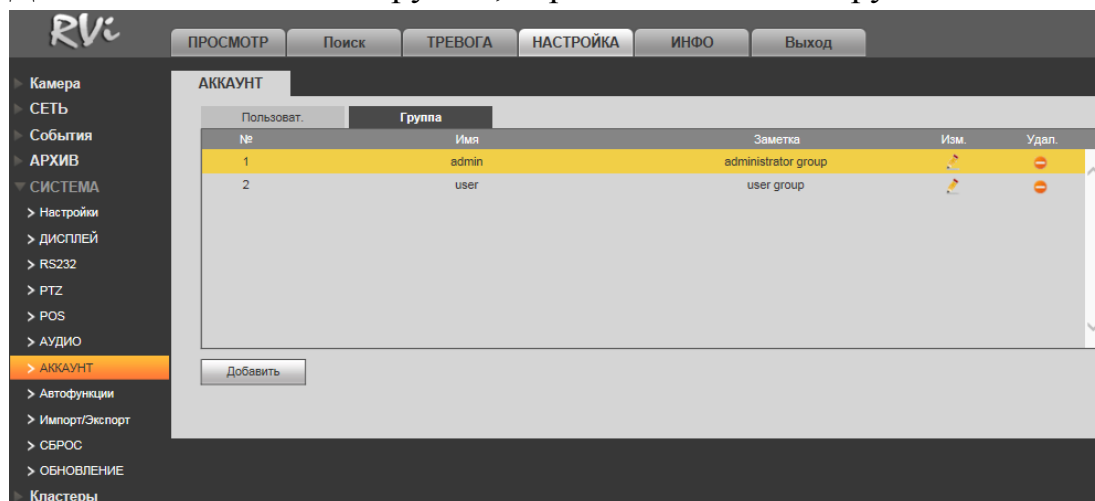 RVi
ПРОСМОТР Поиск ТРЕВОГА НАСТРОЙКА ИНФО Выход
Камера
СЕТЬ
События
АРХИВ
СИСТЕМА
Настройки
ДИСПЛЕЙ
RS232
PTZ
POS
АУДИО
АККАУНТ
Автофункции
Импорт/Экспорт
СБРОС
ОБНОВЛЕНИЕ
Кластеры
АККАУНТ
Пользоват. Группа
№ Имя Заметка Изм. Удал.
1 admin administrator group
2 user user group
Добавить